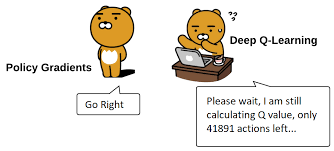 Policy Gradients
Go Right
Deep Q-Learning
Please wait, I am still
calculating Q value, only
41891 actions left...